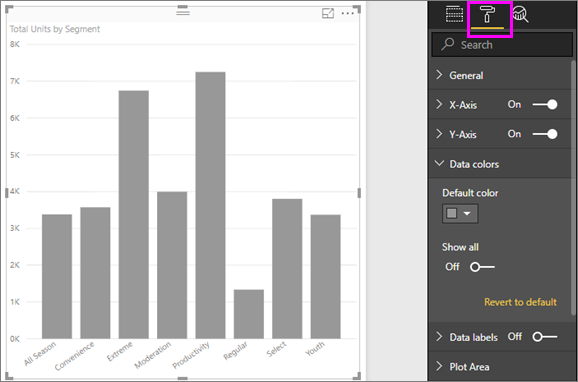 Total Units by Segment
8K
7K
6K
5K
4K
3K
2K
1K
0K
All Season
Convenience
Extreme
Moderation
Productivity
Regular
Select
Youth
Search
General
X-Axis On
Y-Axis On
Data colors
Default color
Show all
Off
Revert to default
Data labels Off
Plot Area